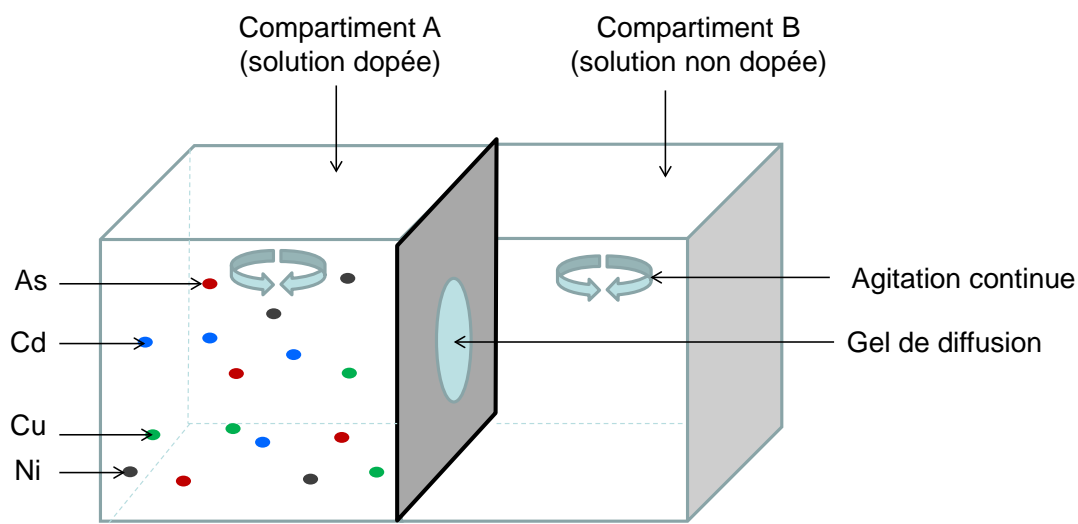 Compartiment A
(solution dopée)
Compartiment B
(solution non dopée)
As
Cd
Cu
Ni
Agitation continue
Gel de diffusion